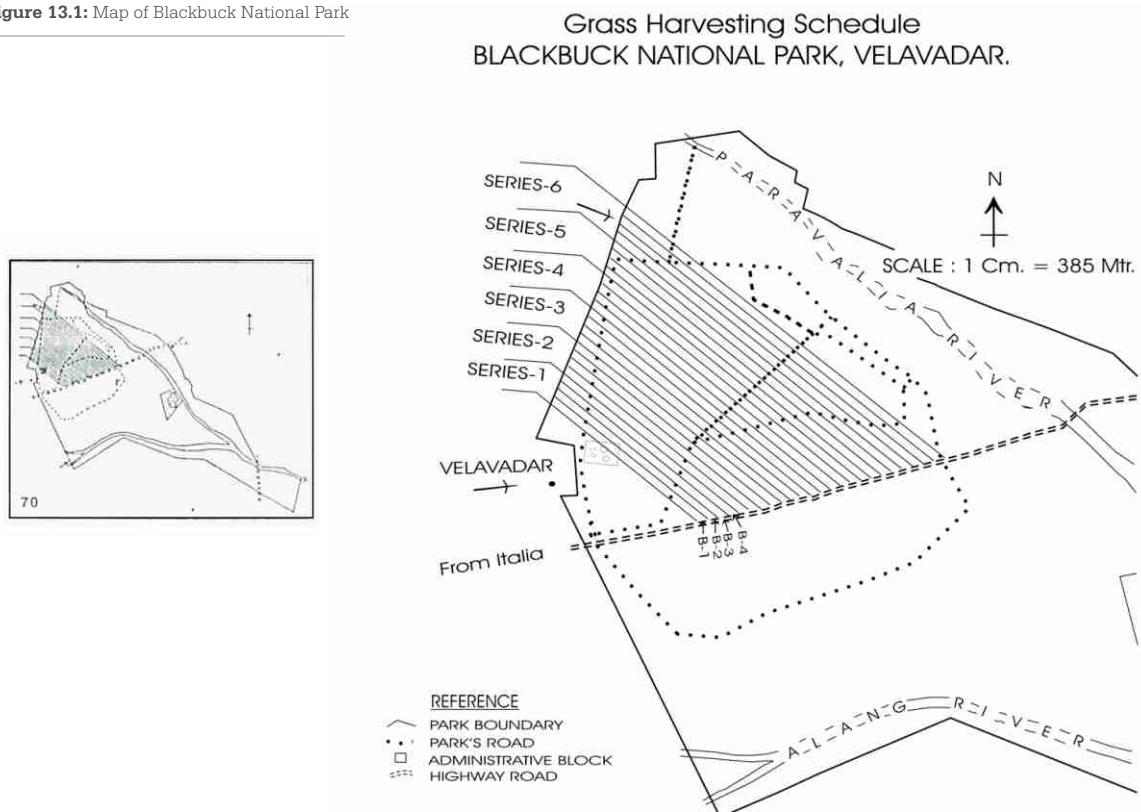 Figure 13.1: Map of Blackbuck National Park
Grass Harvesting Schedule
BLACKBUCK NATIONAL PARK, VELAVADAR.
SERIES-6
SERIES-5
SERIES-4
SERIES-3
SERIES-2
SERIES-1
PARAVALIA RIVER
N
SCALE : 1 Cm. = 385 Mtr.
VELAVADAR
From Italia
B-1
B-2
B-3
B-4
70
ALANG RIVER
REFERENCE
PARK BOUNDARY
PARK'S ROAD
ADMINISTRATIVE BLOCK
HIGHWAY ROAD